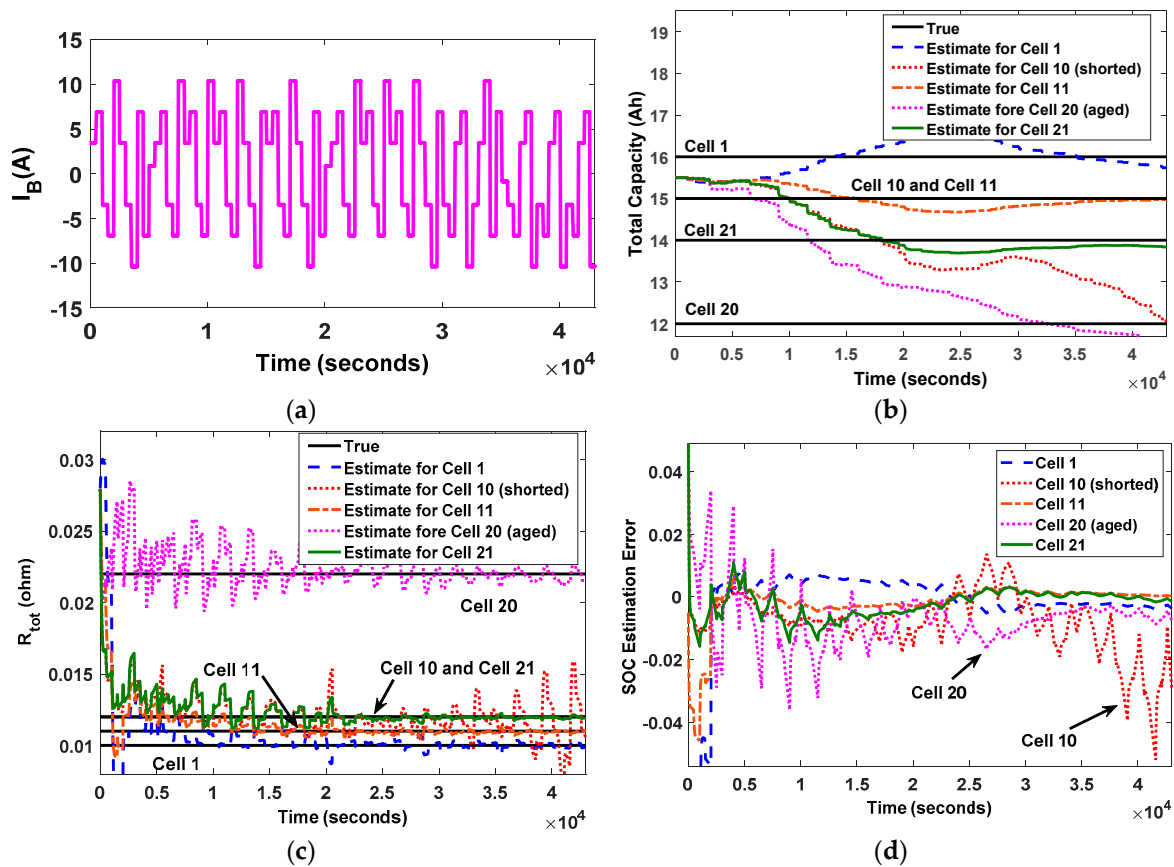 15
10
5
0
-5
-10
-15
I_B(A)
0
1
2
3
4
Time (seconds)
×10^4
(a)
19
18
17
16
15
14
13
12
Total Capacity (Ah)
True
Estimate for Cell 1
Estimate for Cell 10 (shorted)
Estimate for Cell 11
Estimate fore Cell 20 (aged)
Estimate for Cell 21
Cell 1
Cell 10 and Cell 11
Cell 21
Cell 20
0
0.5
1
1.5
2
2.5
3
3.5
4
Time (seconds)
×10^4
(b)
0.03
0.025
0.02
0.015
0.01
R_tot (ohm)
True
Estimate for Cell 1
Estimate for Cell 10 (shorted)
Estimate for Cell 11
Estimate fore Cell 20 (aged)
Estimate for Cell 21
Cell 20
Cell 11
Cell 10 and Cell 21
Cell 1
0
0.5
1
1.5
2
2.5
3
3.5
4
Time (seconds)
×10^4
(c)
0.04
0.02
0
-0.02
-0.04
SOC Estimation Error
Cell 1
Cell 10 (shorted)
Cell 11
Cell 20 (aged)
Cell 21
Cell 20
Cell 10
0
0.5
1
1.5
2
2.5
3
3.5
4
Time (seconds)
×10^4
(d)